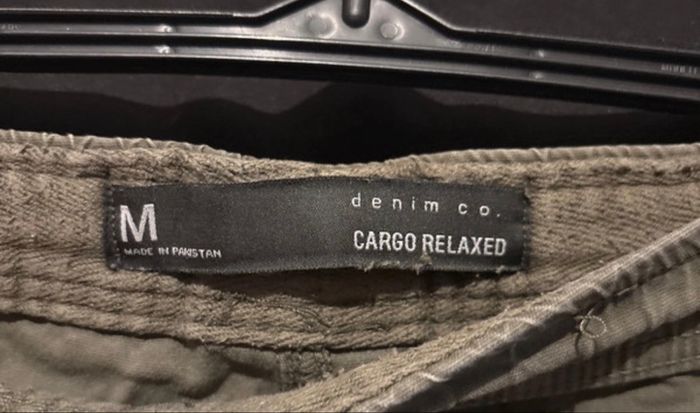 M
MADE IN PAKISTAN
denim co.
CARGO RELAXED